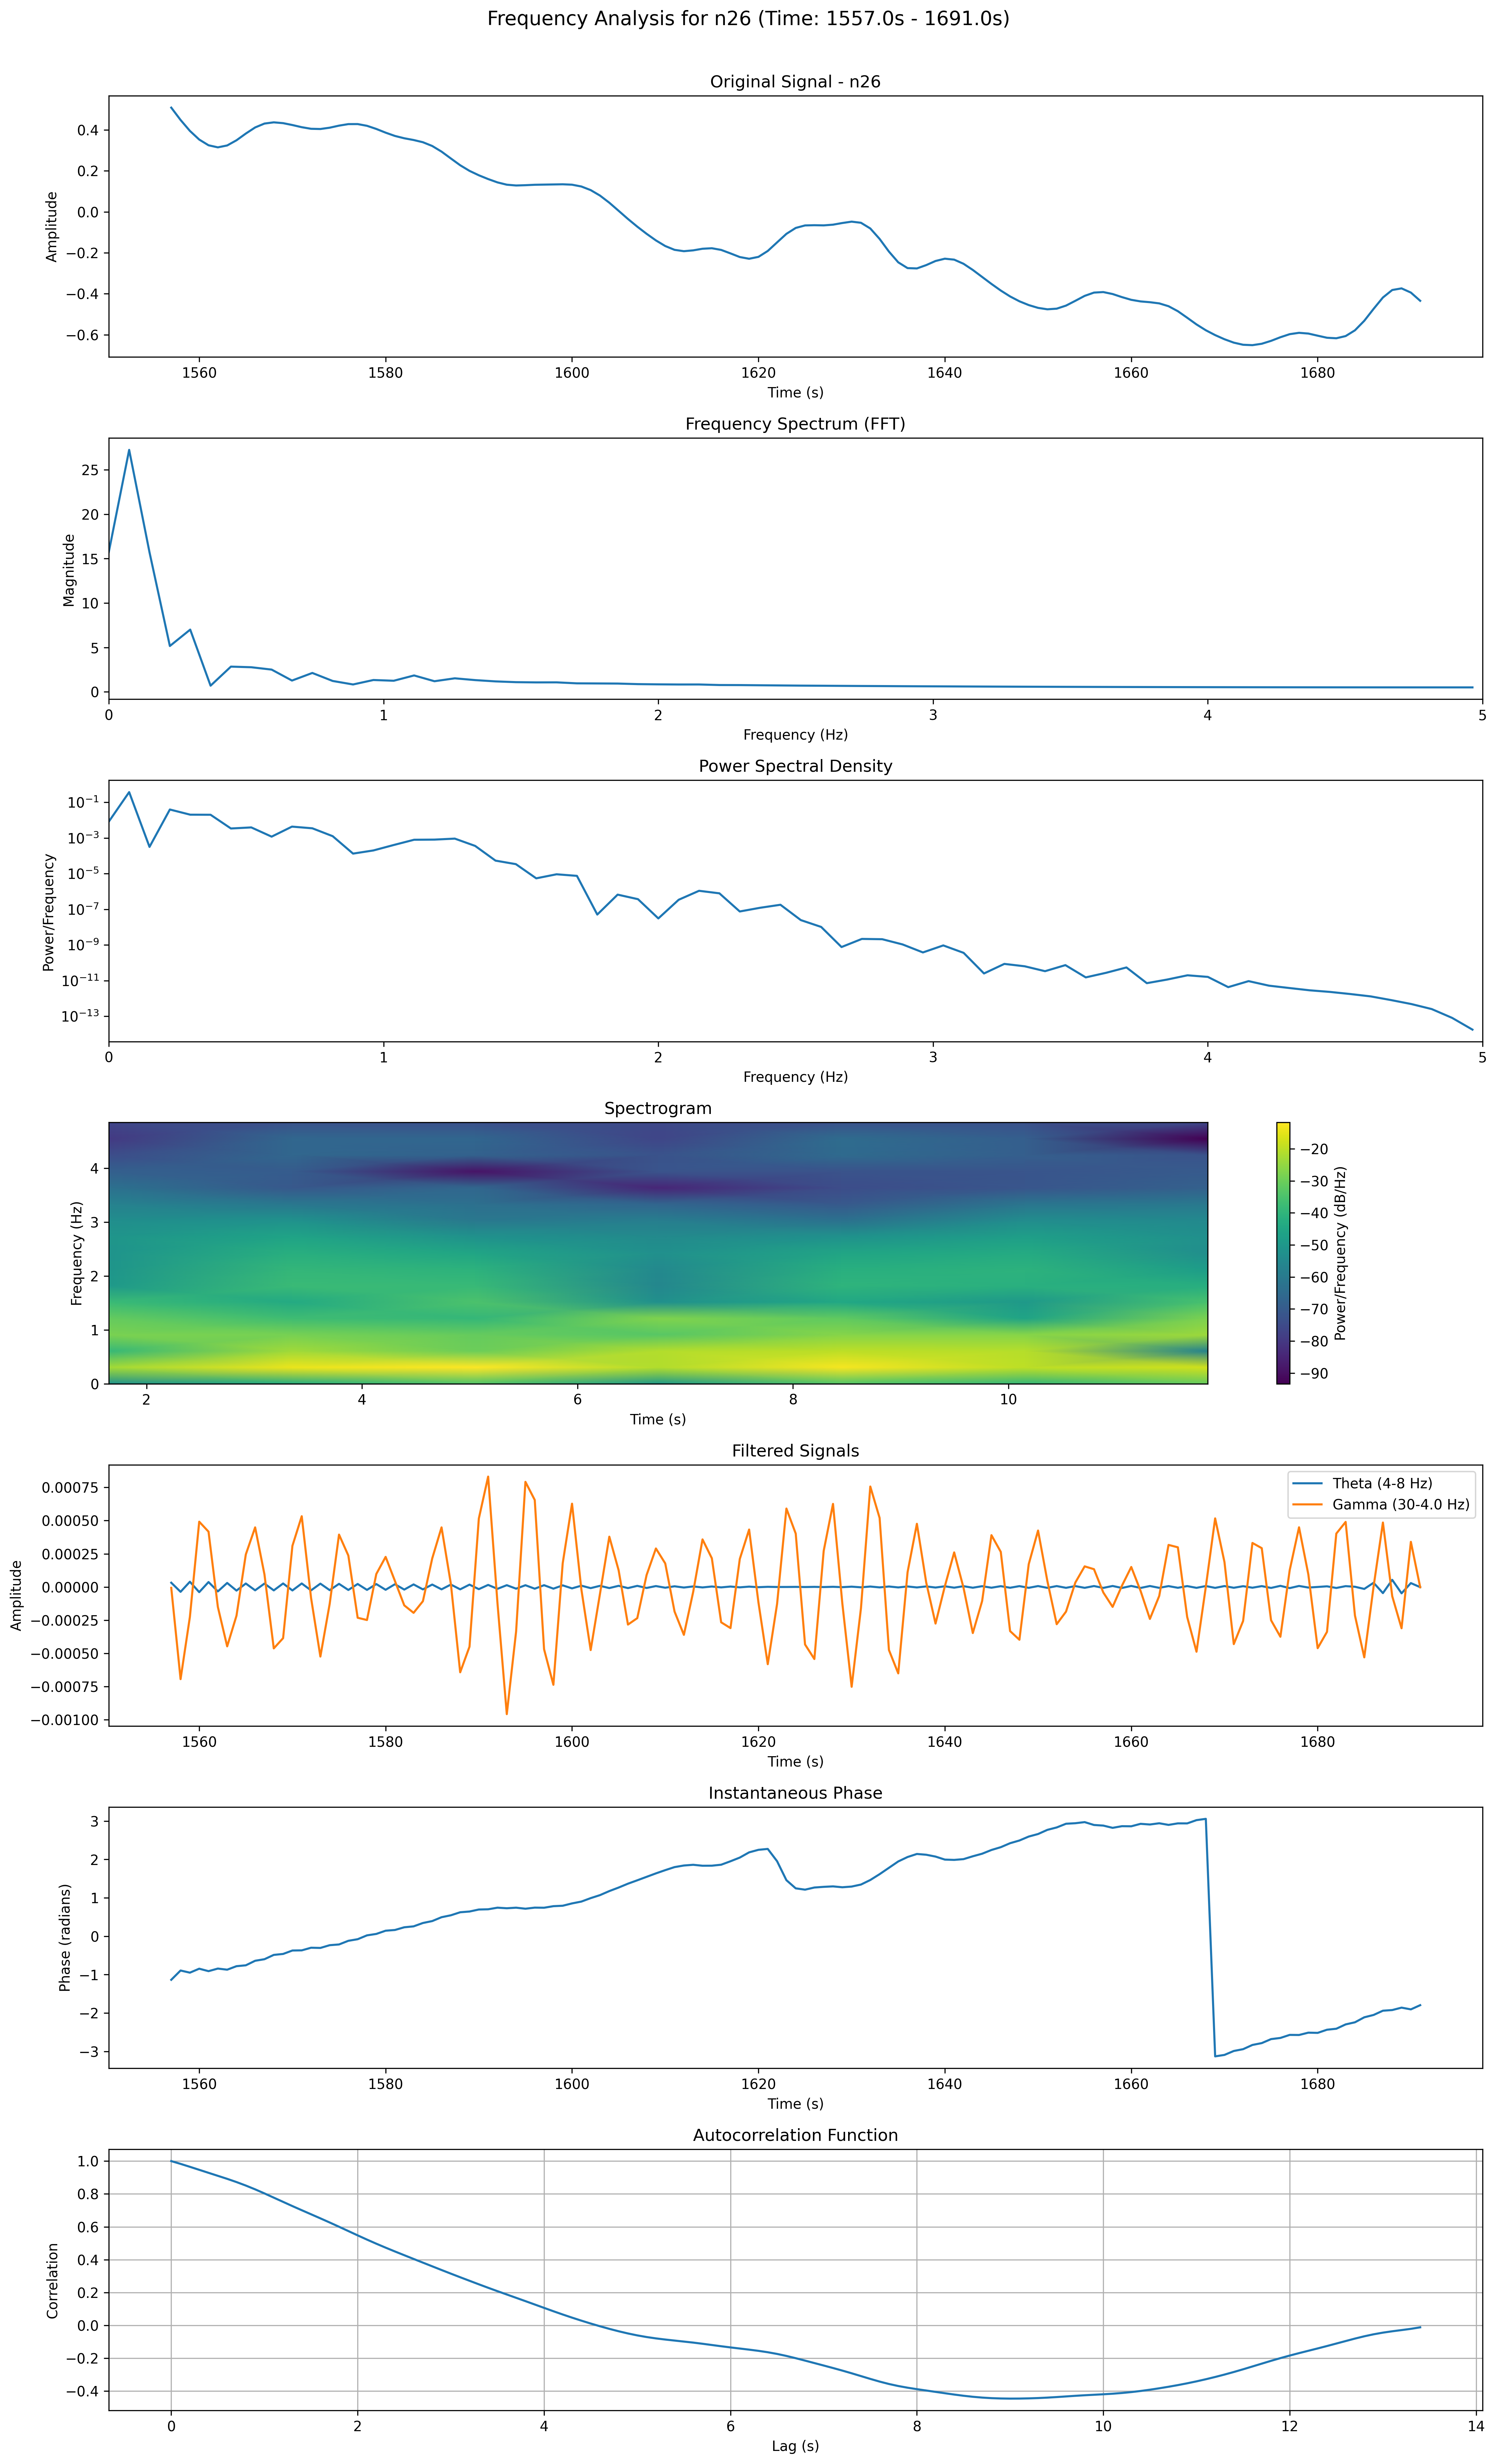 Frequency Analysis for n26 (Time: 1557.0s - 1691.0s)
Original Signal - n26
Amplitude
0.4
0.2
0.0
−0.2
−0.4
−0.6
1560 1580 1600 1620 1640 1660 1680
Time (s)
Frequency Spectrum (FFT)
Magnitude
25
20
15
10
5
0
0 1 2 3 4 5
Frequency (Hz)
Power Spectral Density
Power/Frequency
10⁻¹
10⁻³
10⁻⁵
10⁻⁷
10⁻⁹
10⁻¹¹
10⁻¹³
0 1 2 3 4 5
Frequency (Hz)
Spectrogram
Frequency (Hz)
4
3
2
1
0
2 4 6 8 10
Time (s)
−20
−30
−40
−50
−60
−70
−80
−90
Power/Frequency (dB/Hz)
Filtered Signals
Amplitude
0.00075
0.00050
0.00025
0.00000
−0.00025
−0.00050
−0.00075
−0.00100
Theta (4-8 Hz)
Gamma (30-4.0 Hz)
1560 1580 1600 1620 1640 1660 1680
Time (s)
Instantaneous Phase
Phase (radians)
3
2
1
0
−1
−2
−3
1560 1580 1600 1620 1640 1660 1680
Time (s)
Autocorrelation Function
Correlation
1.0
0.8
0.6
0.4
0.2
0.0
−0.2
−0.4
0 2 4 6 8 10 12 14
Lag (s)